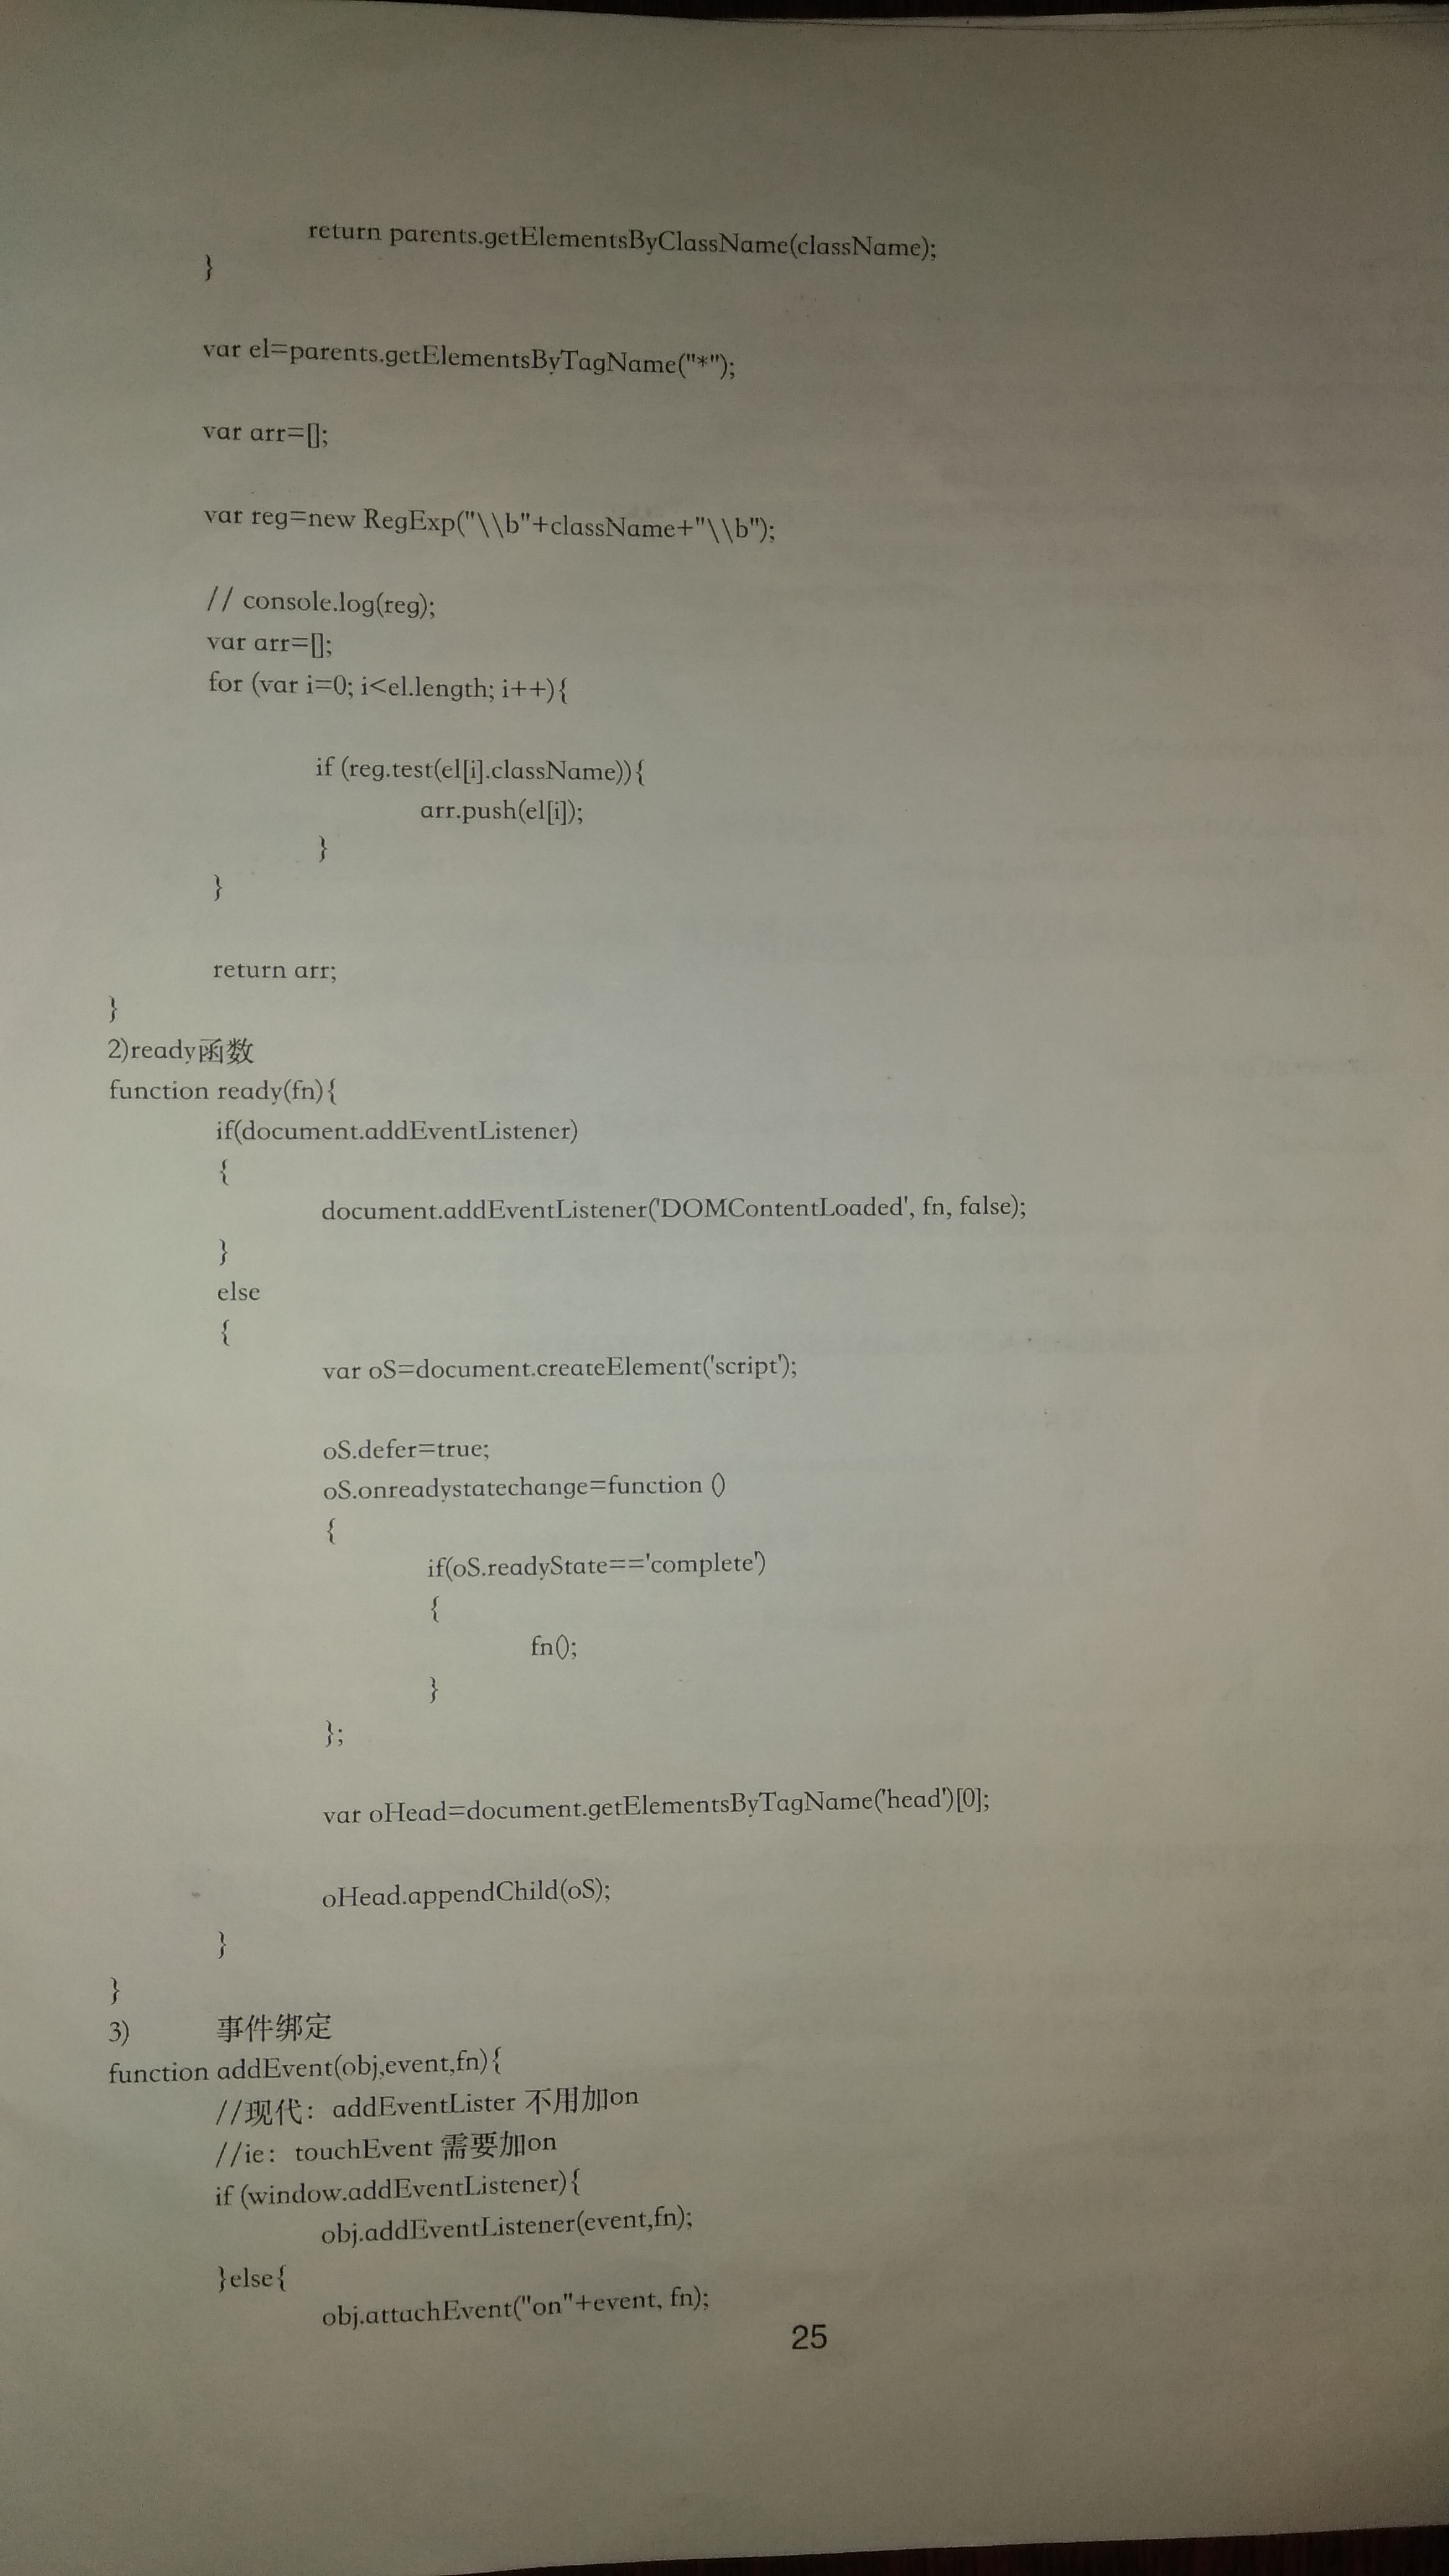 return parents.getElementsByClassName(className);
}
var el=parents.getElementsByTagName("*");
var arr=[];
var reg=new RegExp("\\b"+className+"\\b");
// console.log(reg);
var arr=[];
for (var i=0; i<el.length; i++){
if (reg.test(el[i].className)){
arr.push(el[i]);
}
}
return arr;
}
2)ready函数
function ready(fn){
if(document.addEventListener)
{
document.addEventListener('DOMContentLoaded', fn, false);
}
else
{
var oS=document.createElement('script');
oS.defer=true;
oS.onreadystatechange=function ()
{
if(oS.readyState=='complete')
{
fn();
}
};
var oHead=document.getElementsByTagName('head')[0];
oHead.appendChild(oS);
}
}
3) 事件绑定
function addEvent(obj,event,fn){
//现代：addEventLister 不用加on
//ie：touchEvent 需要加on
if (window.addEventListener){
obj.addEventListener(event,fn);
}else{
obj.attachEvent("on"+event, fn);
25